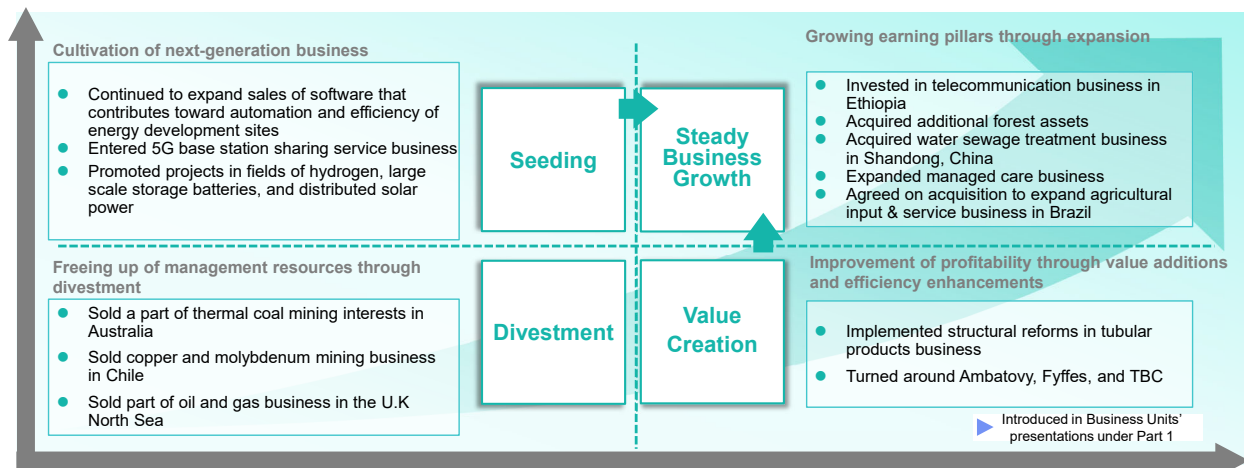 Cultivation of next-generation business
Continued to expand sales of software that
contributes toward automation and efficiency of
energy development sites
Entered 5G base station sharing service business
Promoted projects in fields of hydrogen, large
scale storage batteries, and distributed solar
power
Seeding
Steady
Business
Growth
Growing earning pillars through expansion
Invested in telecommunication business in
Ethiopia
Acquired additional forest assets
Acquired water sewage treatment business
in Shandong, China
Expanded managed care business
Agreed on acquisition to expand agricultural
input & service business in Brazil
Freeing up of management resources through
divestment
Sold a part of thermal coal mining interests in
Australia
Sold copper and molybdenum mining business
in Chile
Sold part of oil and gas business in the U.K
North Sea
Divestment
Value
Creation
Improvement of profitability through value additions
and efficiency enhancements
Implemented structural reforms in tubular
products business
Turned around Ambatovy, Fyffes, and TBC
Introduced in Business Units'
presentations under Part 1